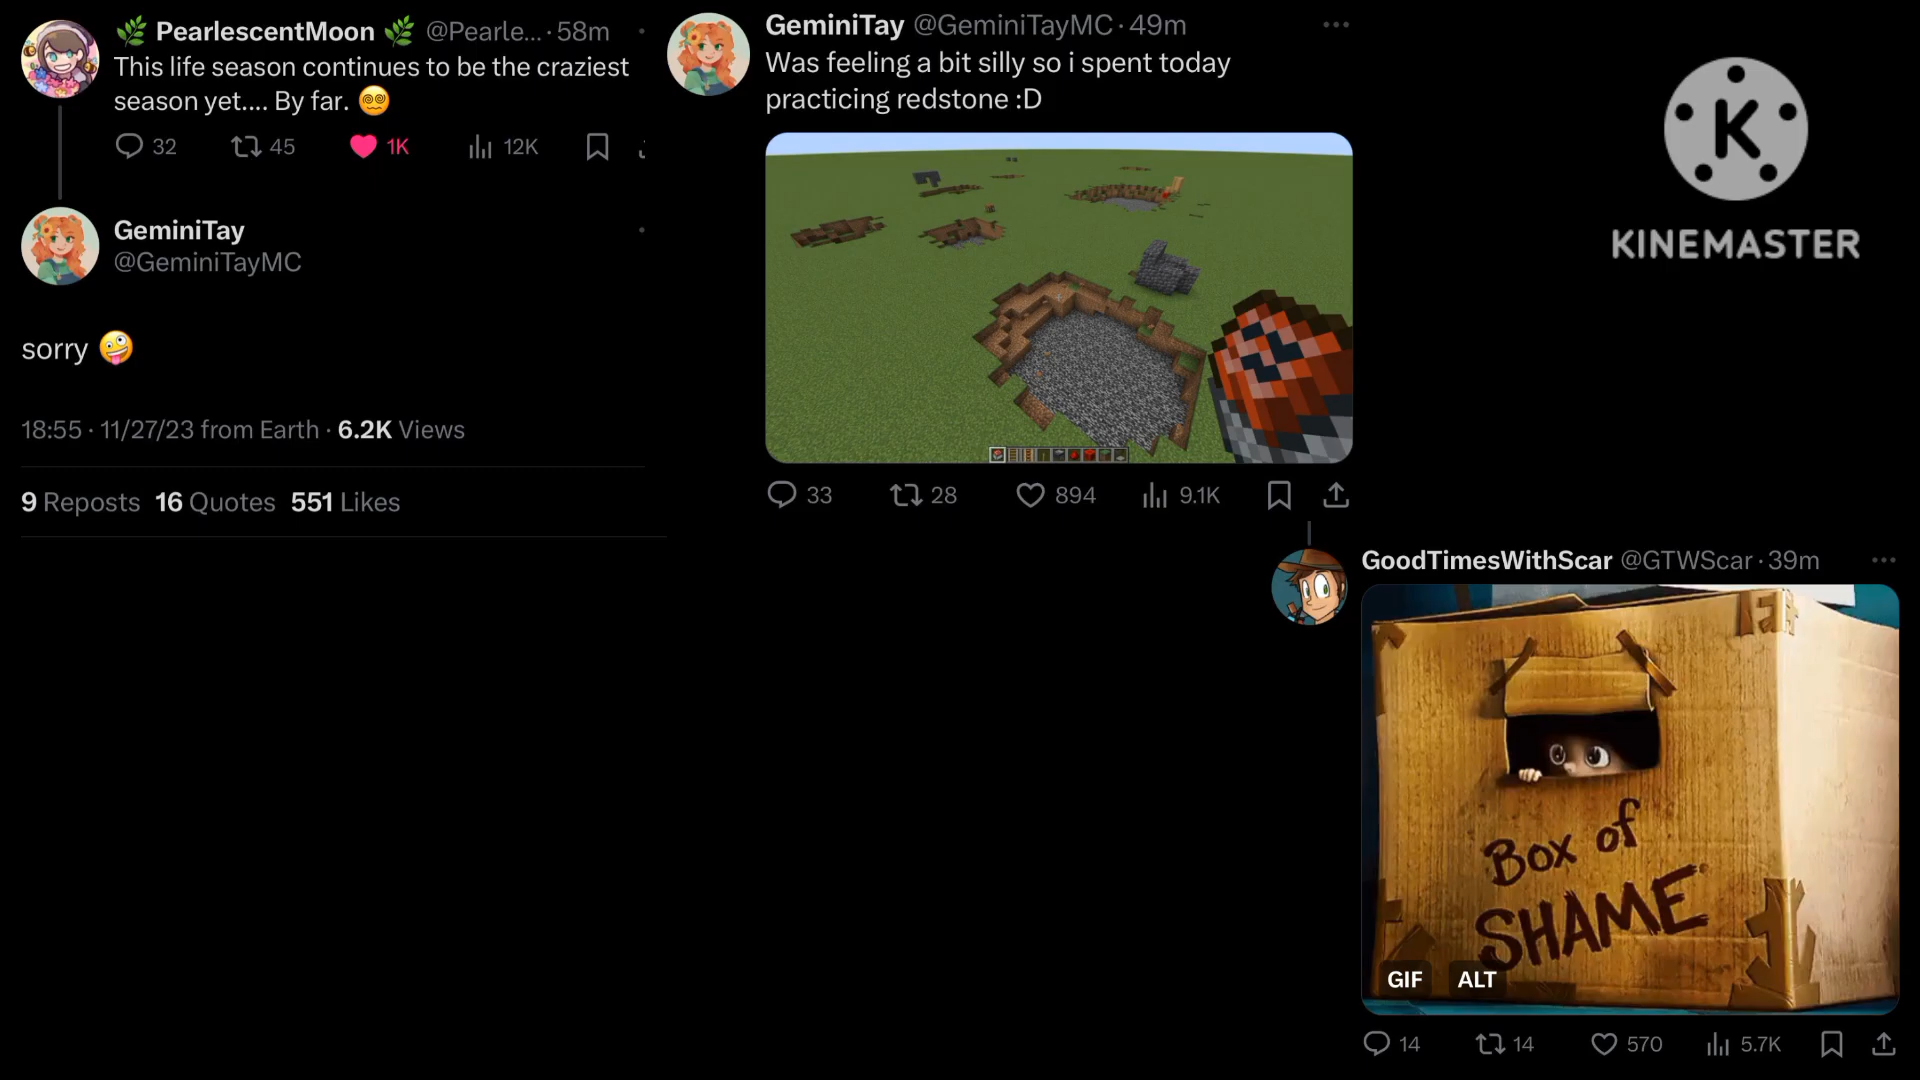 🌿 PearlescentMoon 🌿 @Pearle... · 58m
This life season continues to be the craziest
season yet.... By far. 😵‍💫
32 45 1K 12K
GeminiTay
@GeminiTayMC
sorry 🤪
18:55 · 11/27/23 from Earth · 6.2K Views
9 Reposts 16 Quotes 551 Likes
GeminiTay @GeminiTayMC · 49m
Was feeling a bit silly so i spent today
practicing redstone :D
33 28 894 9.1K
K
KINEMASTER
GoodTimesWithScar @GTWScar · 39m
Box of
SHAME
GIF ALT
14 14 570 5.7K